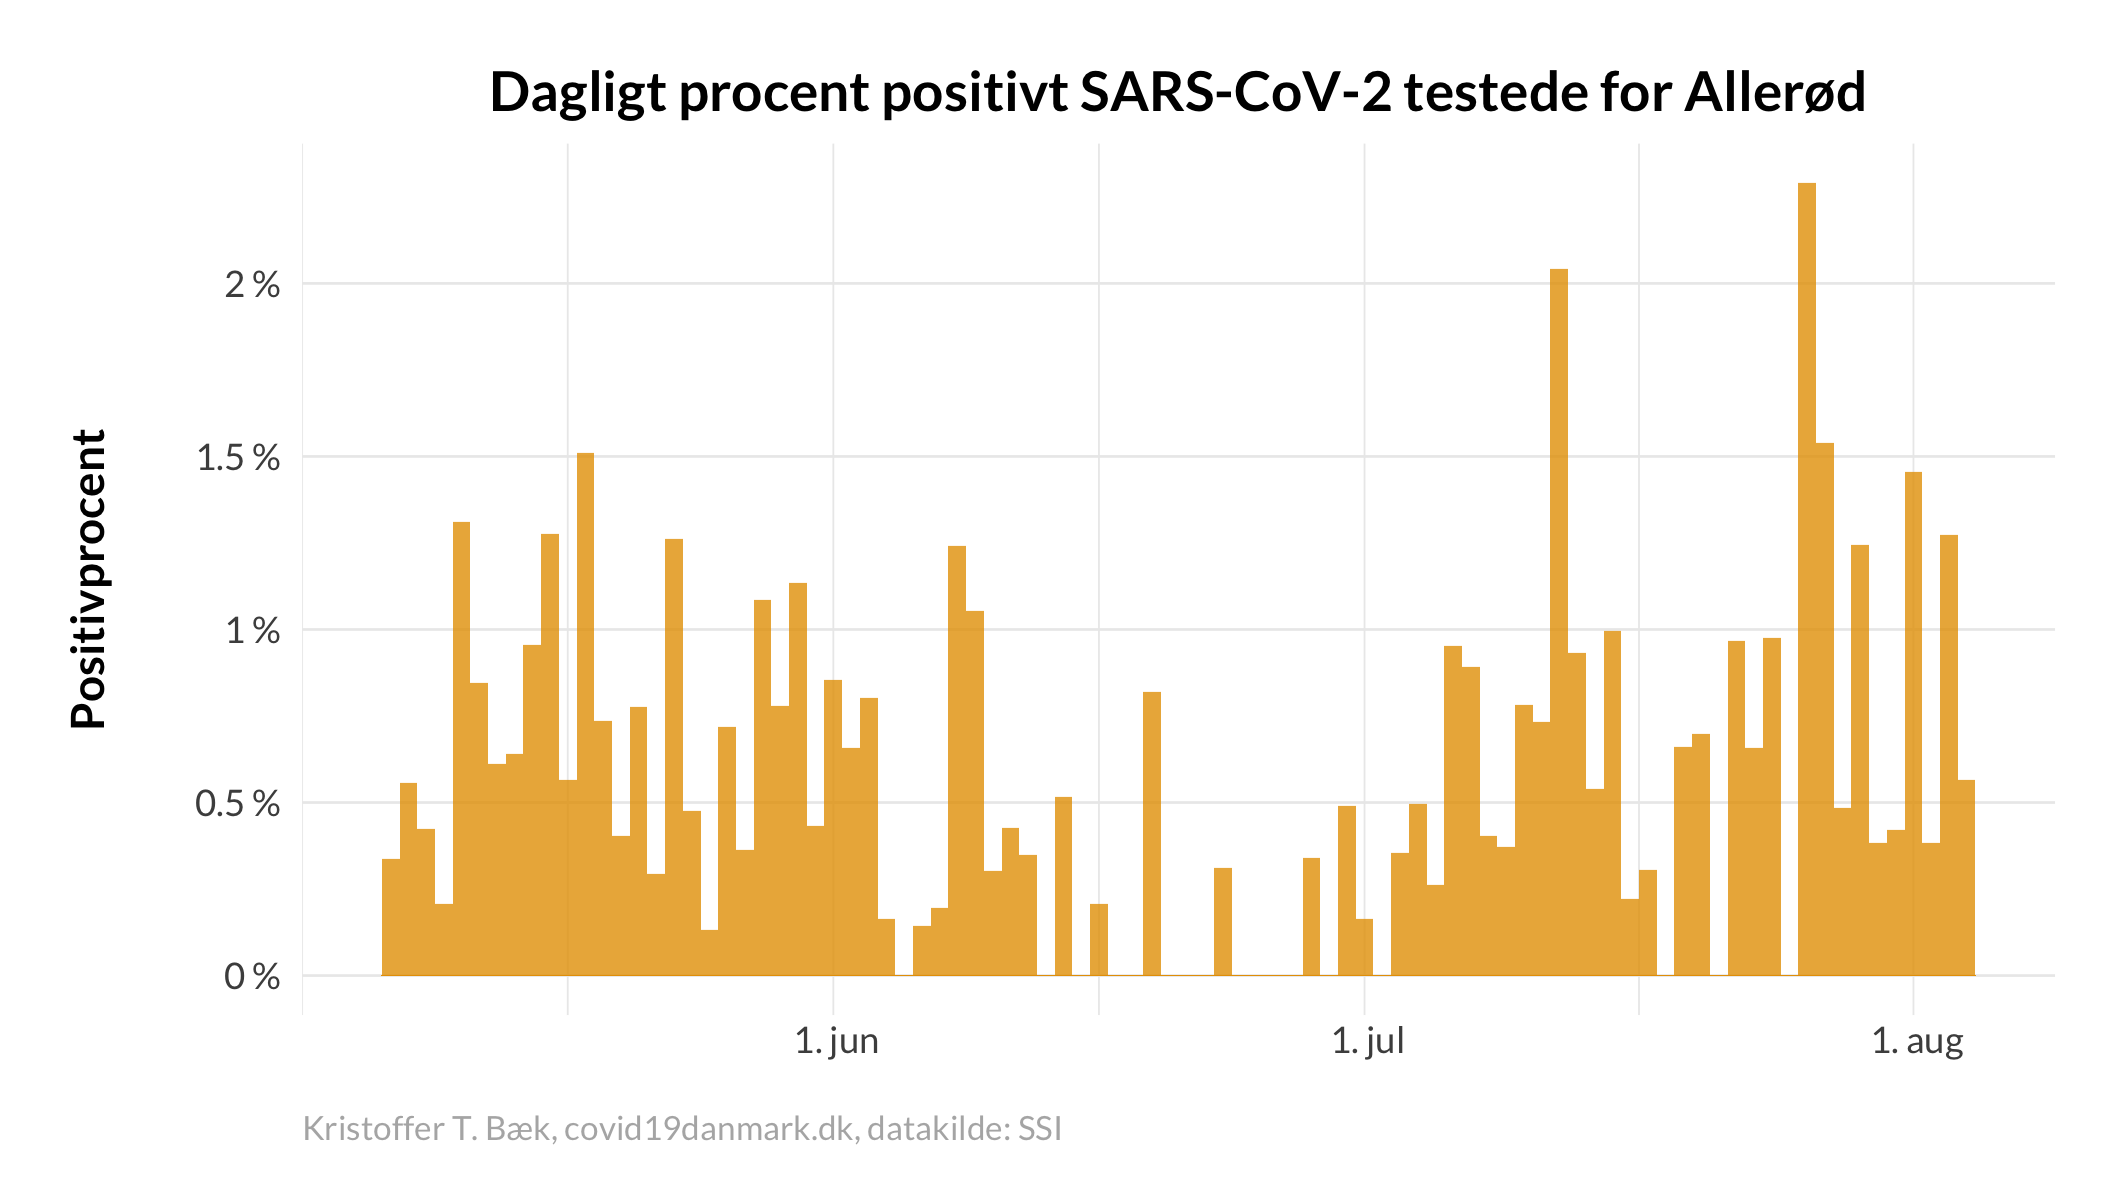 Dagligt procent positivt SARS-CoV-2 testede for Allerød
Positivprocent
2 %
1.5 %
1 %
0.5 %
0 %
1. jun
1. jul
1. aug
Kristoffer T. Bæk, covid19danmark.dk, datakilde: SSI